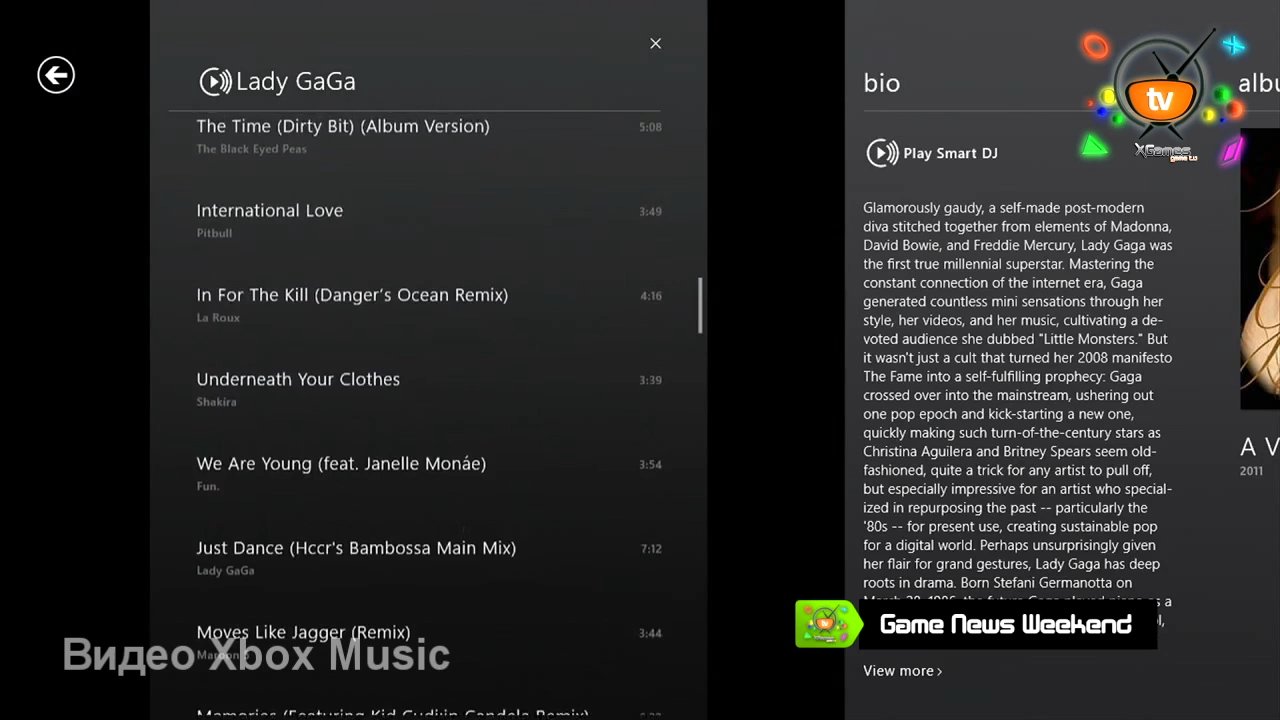 Lady GaGa
The Time (Dirty Bit) (Album Version) 5:08
The Black Eyed Peas
International Love 3:49
Pitbull
In For The Kill (Danger's Ocean Remix) 4:16
La Roux
Underneath Your Clothes 3:39
Shakira
We Are Young (feat. Janelle Monáe) 3:54
Fun.
Just Dance (Hccr's Bambossa Main Mix) 7:12
Lady GaGa
Moves Like Jagger (Remix) 3:44
Maroon 5
Видео Xbox Music
bio
Play Smart DJ
Glamorously gaudy, a self-made post-modern
diva stitched together from elements of Madonna,
David Bowie, and Freddie Mercury, Lady Gaga was
the first true millennial superstar. Mastering the
constant connection of the internet era, Gaga
generated countless mini sensations through her
style, her videos, and her music, cultivating a de-
voted audience she dubbed "Little Monsters." But
it wasn't just a cult that turned her 2008 manifesto
The Fame into a self-fulfilling prophecy: Gaga
crossed over into the mainstream, ushering out
one pop epoch and kick-starting a new one,
quickly making such turn-of-the-century stars as
Christina Aguilera and Britney Spears seem old-
fashioned, quite a trick for any artist to pull off,
but especially impressive for an artist who special-
ized in repurposing the past -- particularly the
'80s -- for present use, creating sustainable pop
for a digital world. Perhaps unsurprisingly given
her flair for grand gestures, Lady Gaga has deep
roots in drama. Born Stefani Germanotta on
View more
albu
A V
2011
tv
XGames
game t.v
tv
Game News Weekend